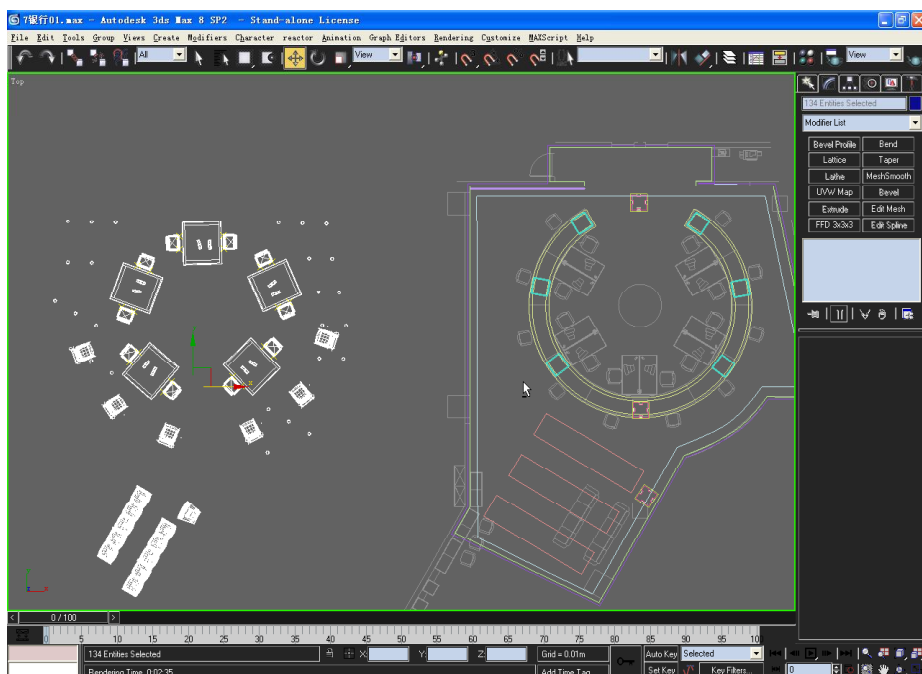 7银行01.max - Autodesk 3ds Max 8 SP2 - Stand-alone License
File Edit Tools Group Views Create Modifiers Character reactor Animation Graph Editors Rendering Customize MAXScript Help
All View View
Top
134 Entities Selected
Modifier List
Bevel Profile Bend
Lattice Taper
Lathe MeshSmooth
UVW Map Bevel
Extrude Edit Mesh
FFD 3x3x3 Edit Spline
x
0 / 100
0 5 10 15 20 25 30 35 40 45 50 55 60 65 70 75 80 85 90 95 100
134 Entities Selected X: Y: Z: Grid = 0.01m Auto Key Selected
Rendering Time 0:02:35 Add Time Tag Set Key Key Filters... 0